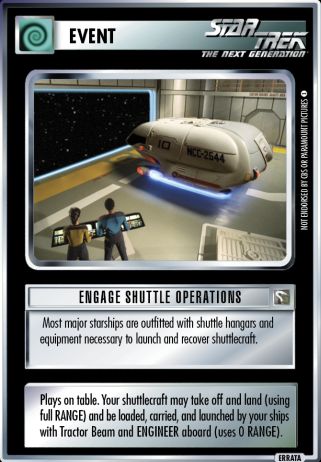 EVENT
STAR TREK
THE NEXT GENERATION
NOT ENDORSED BY CBS OR PARAMOUNT PICTURES
10
NCC-2544
ENGAGE SHUTTLE OPERATIONS
Most major starships are outfitted with shuttle hangars and
equipment necessary to launch and recover shuttlecraft.
Plays on table. Your shuttlecraft may take off and land (using
full RANGE) and be loaded, carried, and launched by your ships
with Tractor Beam and ENGINEER aboard (uses 0 RANGE).
ERRATA